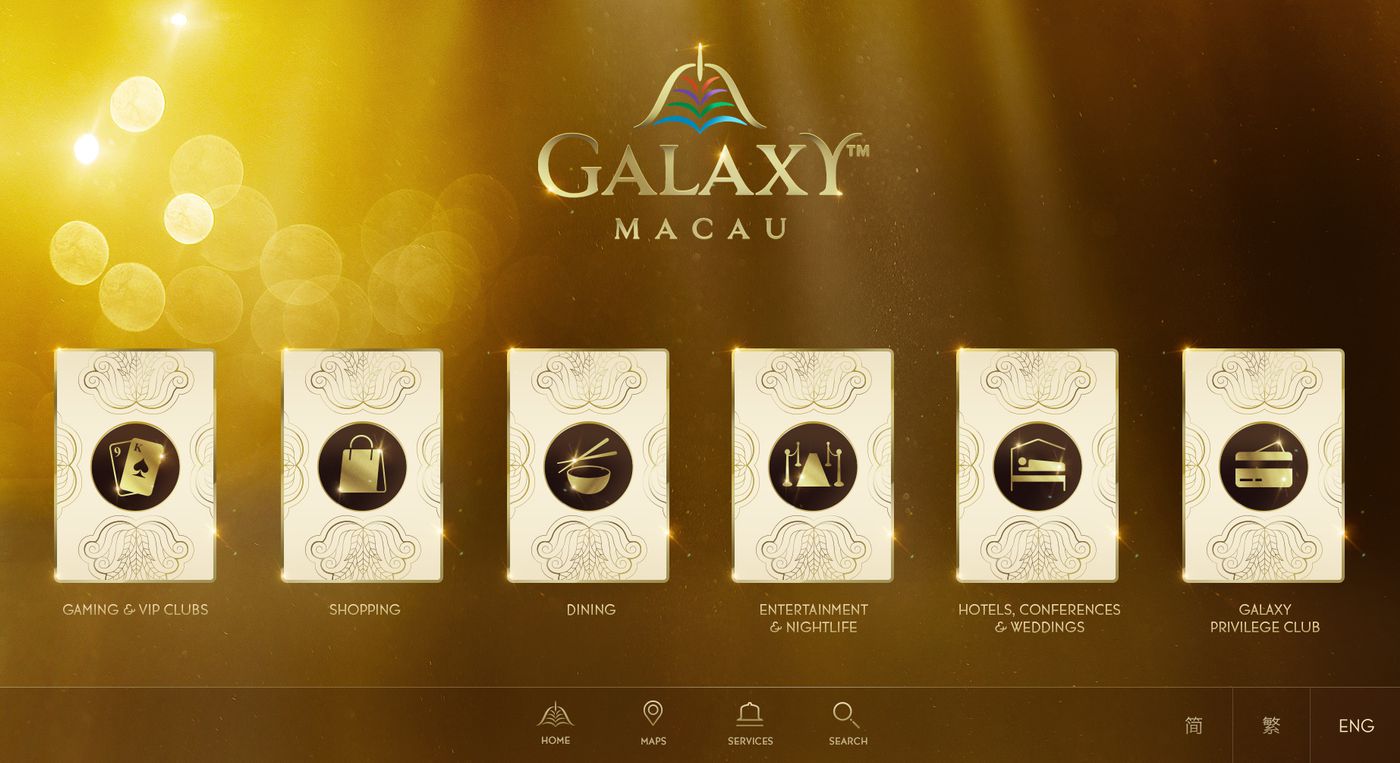 GALAXY™
MACAU
9
K
GAMING & VIP CLUBS
SHOPPING
DINING
ENTERTAINMENT
& NIGHTLIFE
HOTELS, CONFERENCES
& WEDDINGS
GALAXY
PRIVILEGE CLUB
HOME
MAPS
SERVICES
SEARCH
简
繁
ENG